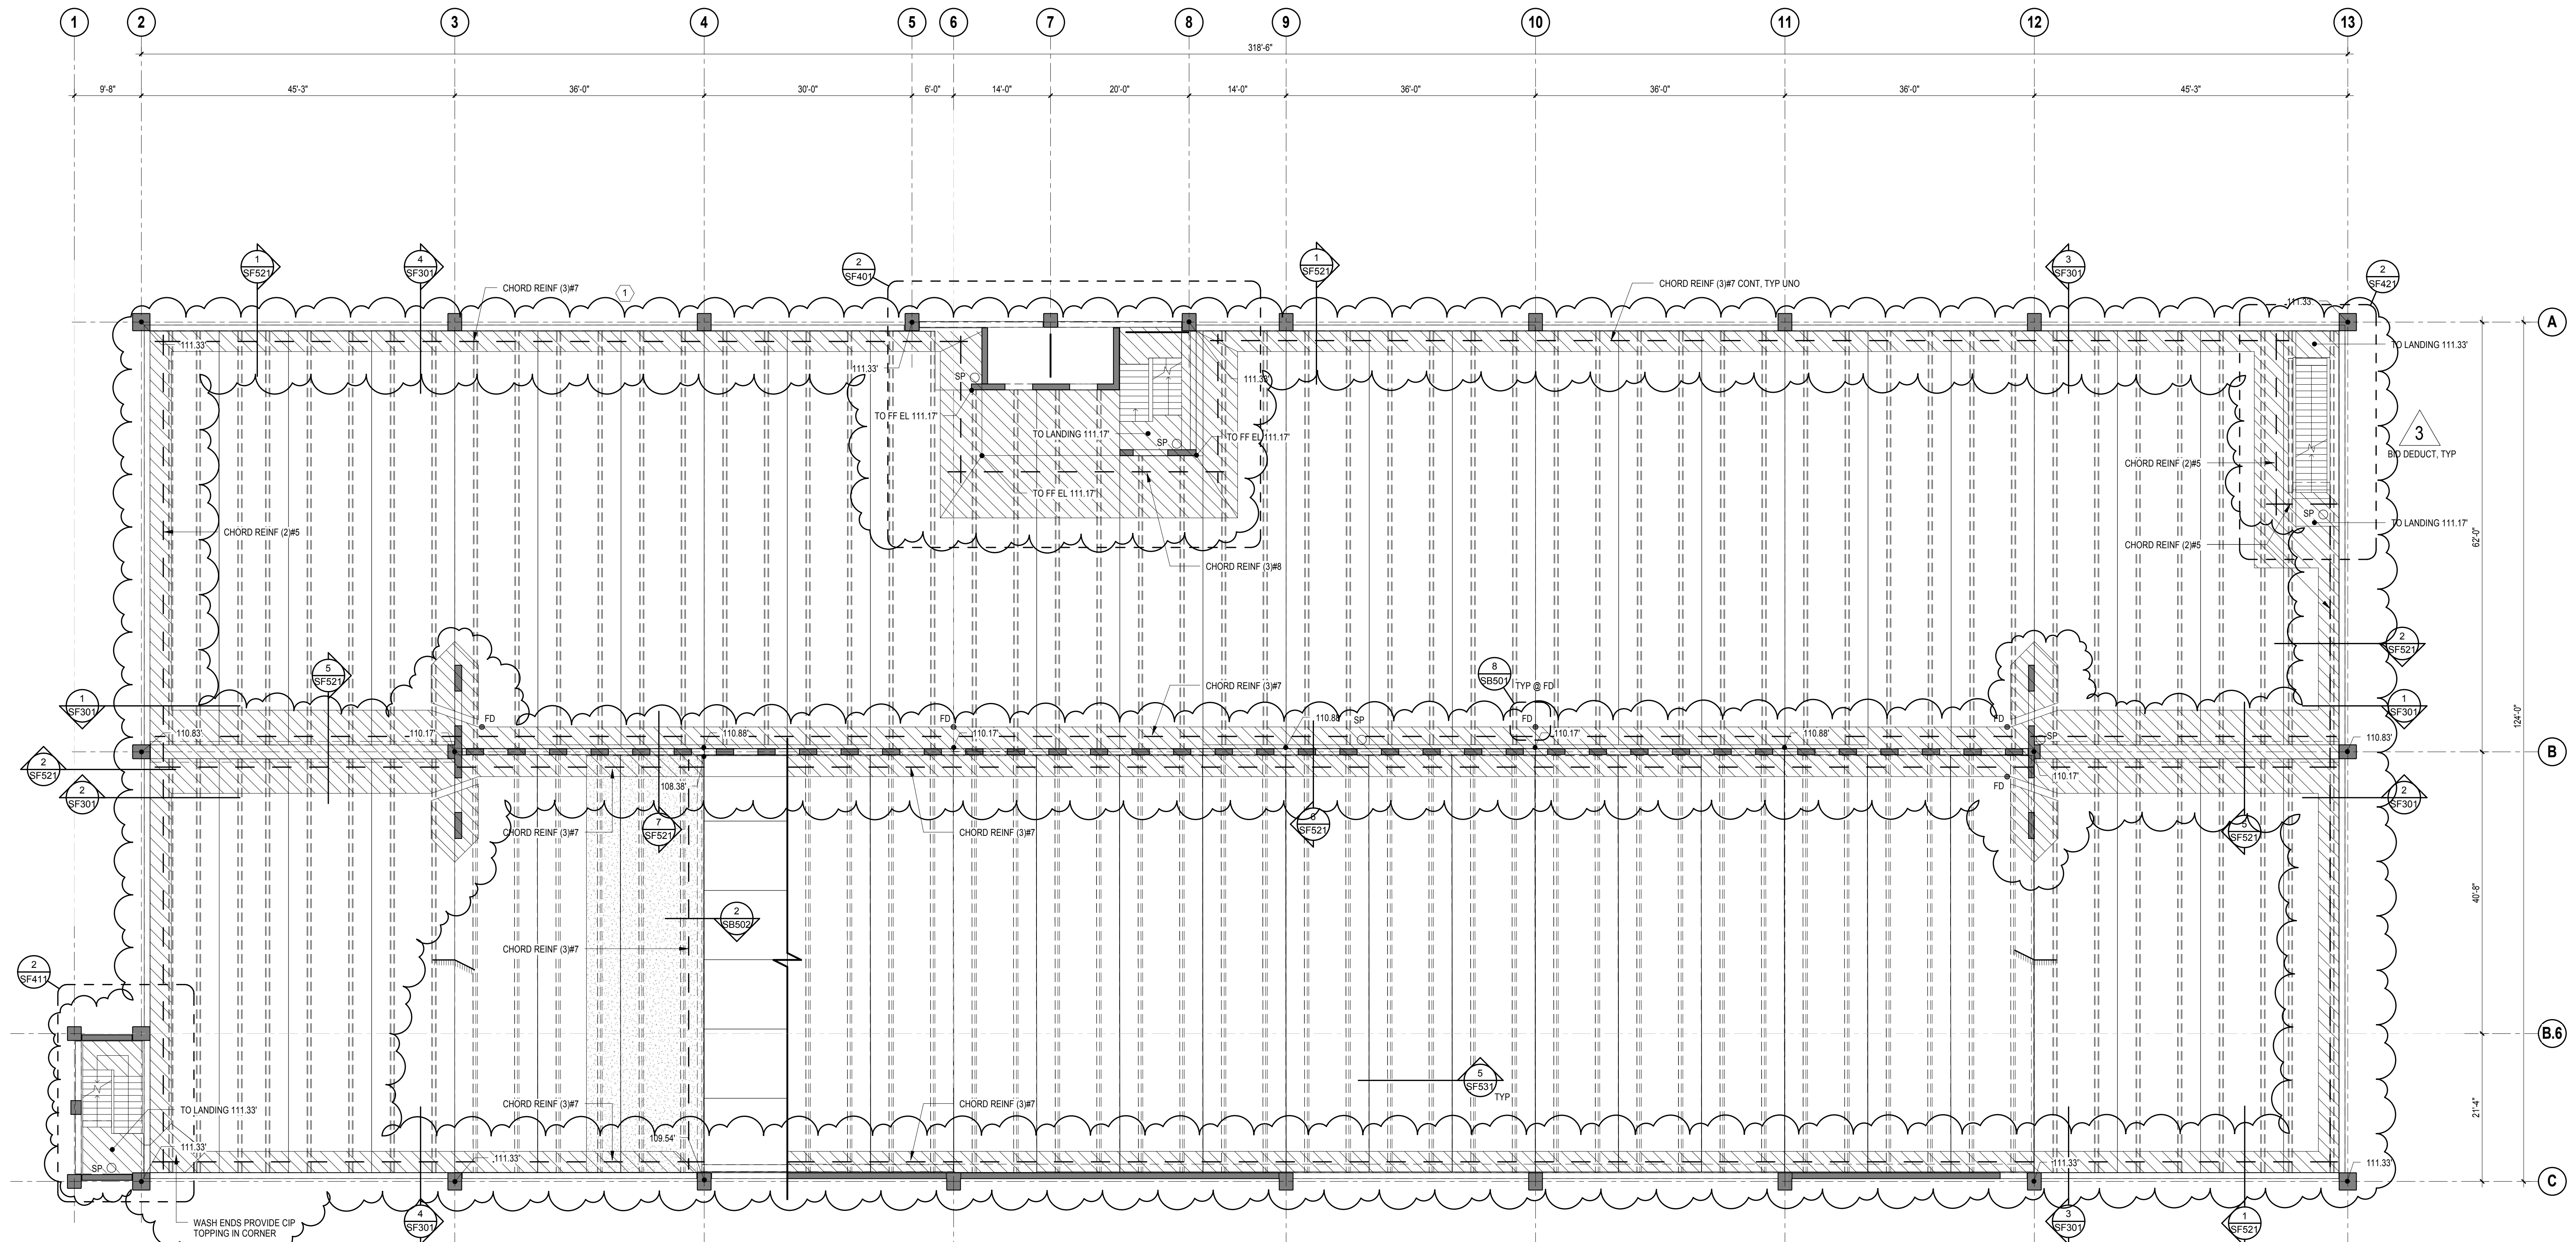 1 2 3 4 5 6 7 8 9 10 11 12 13
318'-6"
9'-8" 45'-3" 36'-0" 30'-0" 6'-0" 14'-0" 20'-0" 14'-0" 36'-0" 36'-0" 36'-0" 45'-3"
1
SF521
4
SF301
2
SF401
1
SF521
3
SF301
2
SF421
CHORD REINF (3)#7
1
CHORD REINF (3)#7 CONT, TYP UNO
111.33'
A
111.33'
111.33'
111.33'
TO LANDING 111.33'
SP
TO FF EL 111.17'
TO LANDING 111.17'
SP
TO FF EL 111.17'
TO FF EL 111.17'
3
BID DEDUCT, TYP
CHORD REINF (2)#5
SP
TO LANDING 111.17'
CHORD REINF (2)#5
CHORD REINF (2)#5
CHORD REINF (3)#8
62'-0"
124'-0"
5
SF521
2
SF521
8
SB501
TYP @ FD
CHORD REINF (3)#7
1
SF301
1
SF301
FD
FD
110.88'
SP
FD
FD
110.83'
110.17'
110.88'
110.17'
110.17'
110.88'
SP
110.83'
B
2
SF521
2
SF301
108.38'
110.17'
FD
2
SF301
CHORD REINF (3)#7
7
SF521
CHORD REINF (3)#7
6
SF521
5
SF521
40'-8"
2
SB502
CHORD REINF (3)#7
2
SF411
B.6
5
SF531
TYP
TO LANDING 111.33'
CHORD REINF (3)#7
CHORD REINF (3)#7
21'-4"
109.54'
111.33'
111.33'
111.33'
111.33'
SP
C
WASH ENDS PROVIDE CIP
TOPPING IN CORNER
4
SF301
3
SF301
1
SF521